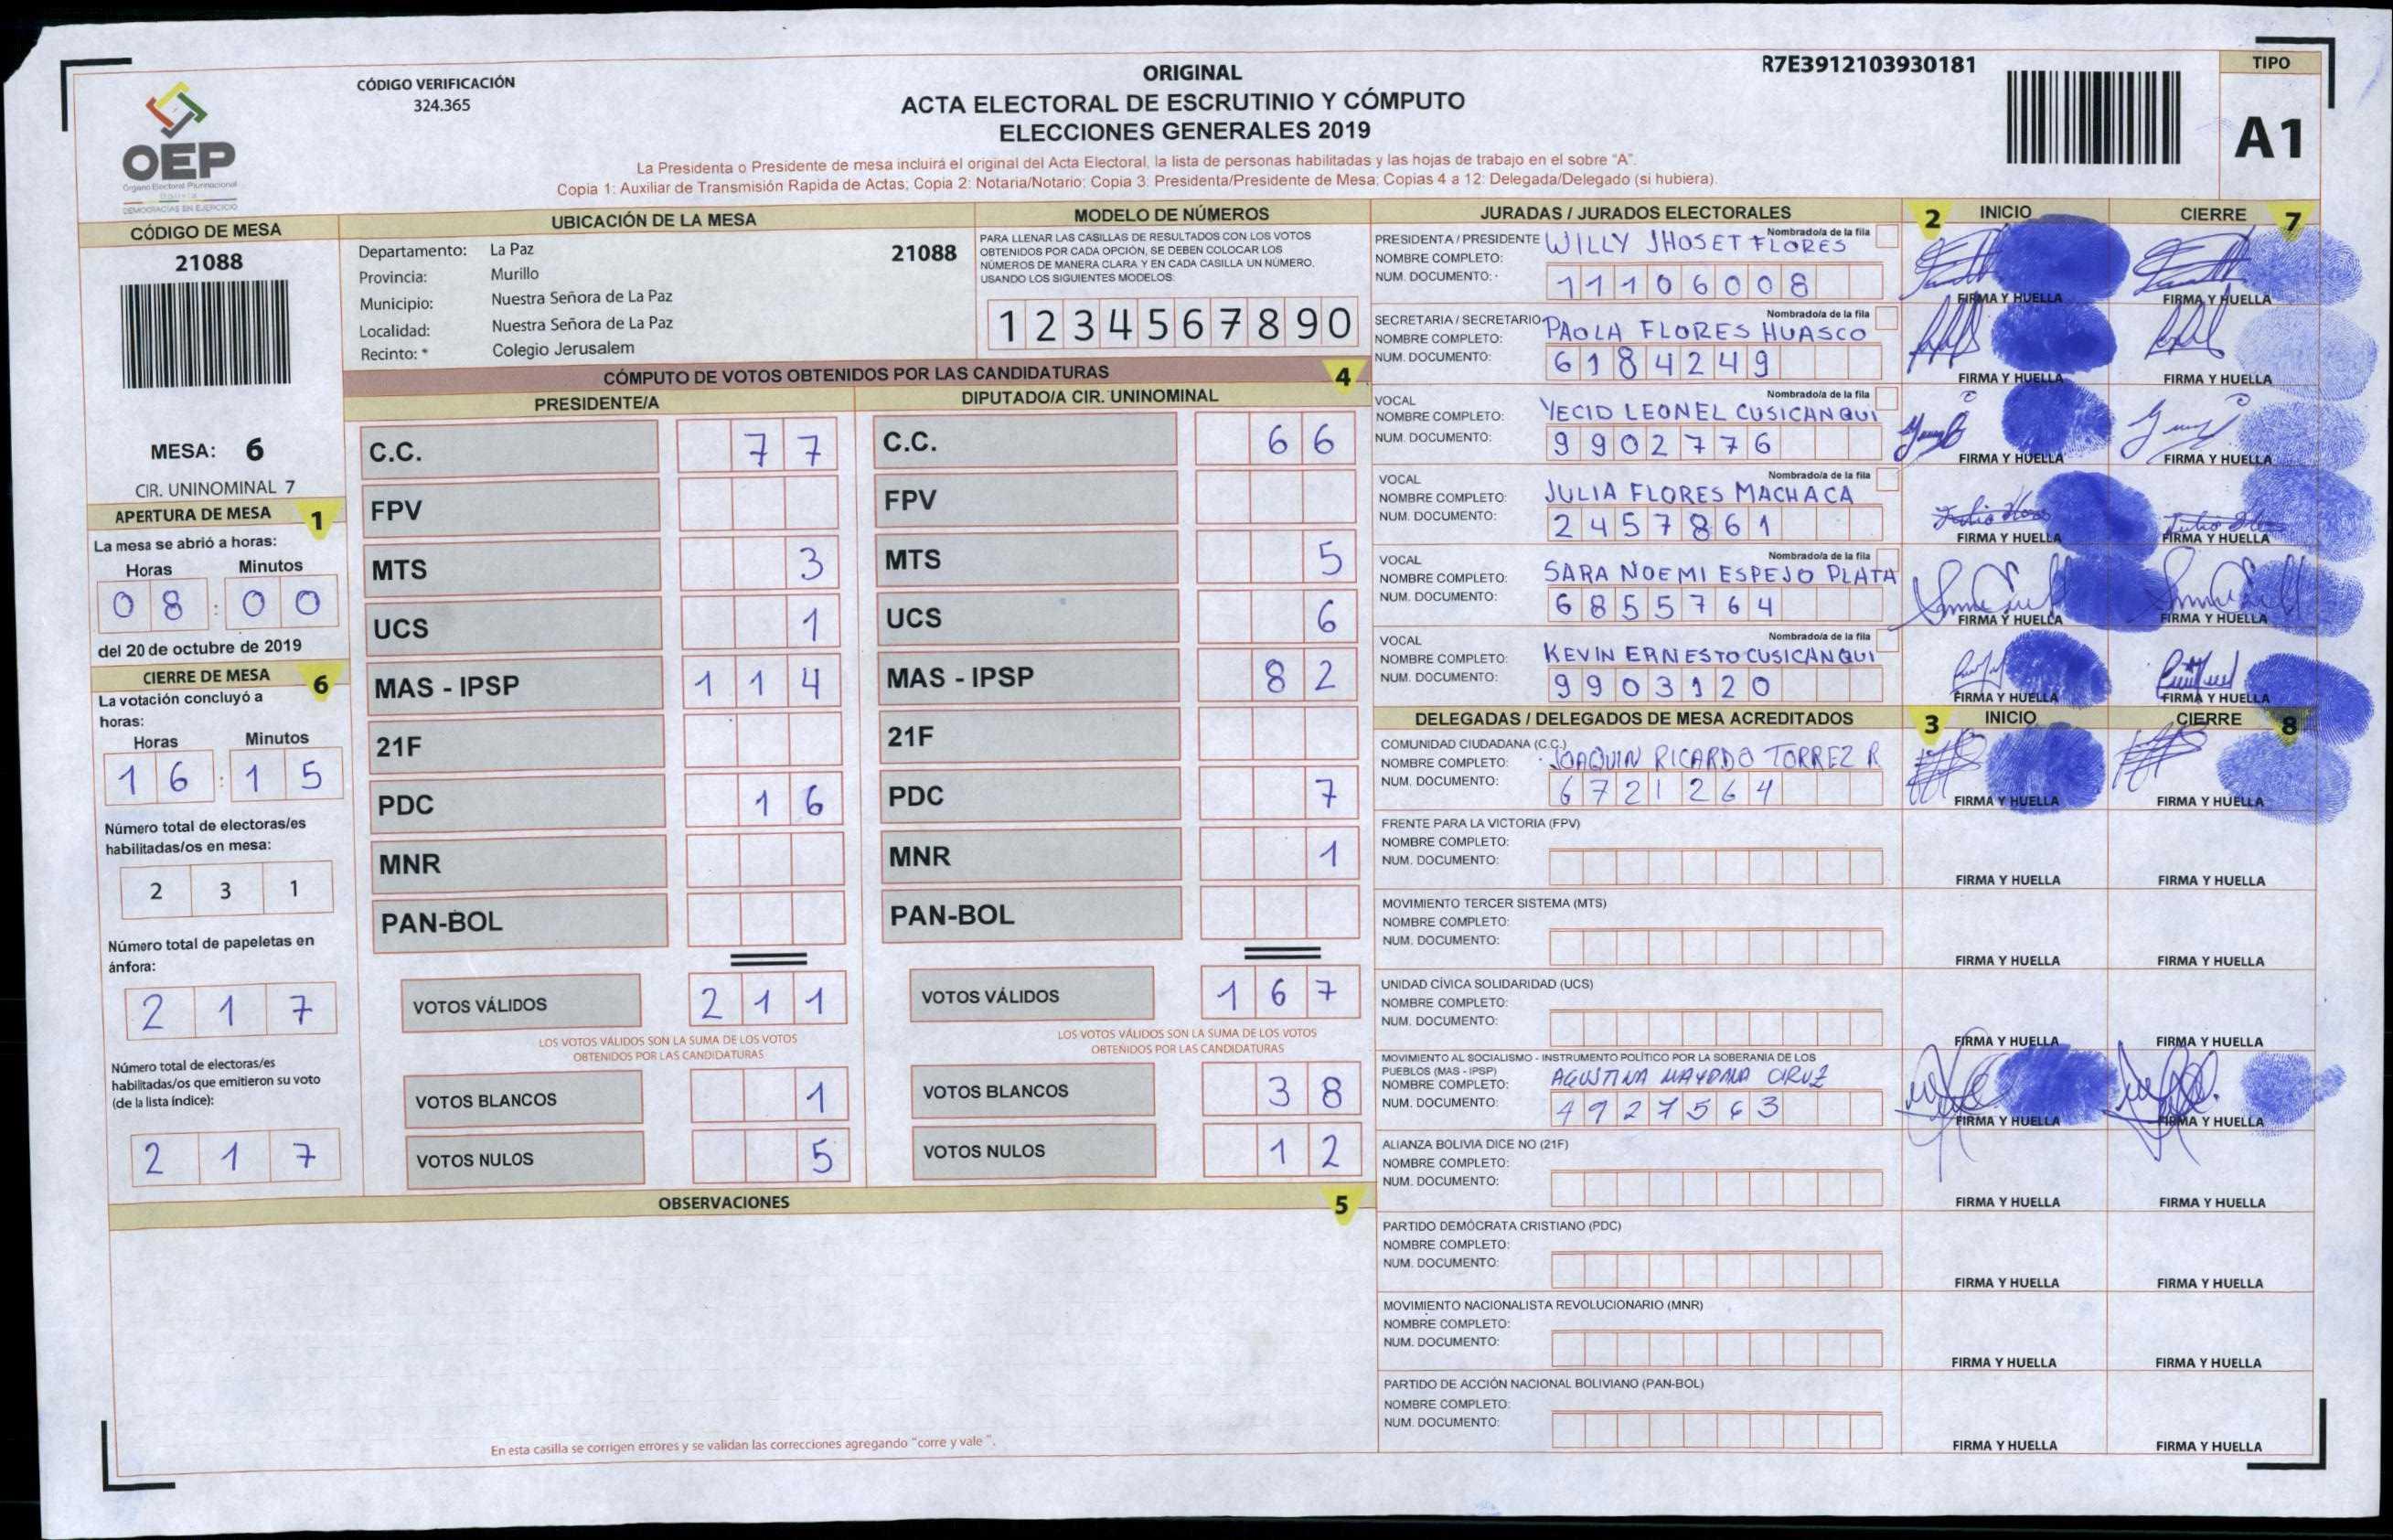 CÓDIGO VERIFICACIÓN
324.365
ORIGINAL
ACTA ELECTORAL DE ESCRUTINIO Y CÓMPUTO
ELECCIONES GENERALES 2019
La Presidenta o Presidente de mesa incluirá el original del Acta Electoral, la lista de personas habilitadas y las hojas de trabajo en el sobre "A".
Copia 1: Auxiliar de Transmisión Rapida de Actas; Copia 2: Notaria/Notario; Copia 3: Presidenta/Presidente de Mesa; Copias 4 a 12: Delegada/Delegado (si hubiera).
R7E3912103930181
TIPO
A1
OEP
Órgano Electoral Plurinacional
DEMOCRACIAS EN EJERCICIO
CÓDIGO DE MESA
21088
MESA: 6
CIR. UNINOMINAL 7
APERTURA DE MESA 1
La mesa se abrió a horas:
Horas Minutos
08 : 00
del 20 de octubre de 2019
CIERRE DE MESA 6
La votación concluyó a
horas:
Horas Minutos
16 : 15
Número total de electoras/es
habilitadas/os en mesa:
2 3 1
Número total de papeletas en
ánfora:
2 1 7
Número total de electoras/es
habilitadas/os que emitieron su voto
(de la lista índice):
2 1 7
UBICACIÓN DE LA MESA
Departamento: La Paz 21088
Provincia: Murillo
Municipio: Nuestra Señora de La Paz
Localidad: Nuestra Señora de La Paz
Recinto: * Colegio Jerusalem
MODELO DE NÚMEROS
PARA LLENAR LAS CASILLAS DE RESULTADOS CON LOS VOTOS
OBTENIDOS POR CADA OPCIÓN, SE DEBEN COLOCAR LOS
NÚMEROS DE MANERA CLARA Y EN CADA CASILLA UN NÚMERO,
USANDO LOS SIGUIENTES MODELOS:
1 2 3 4 5 6 7 8 9 0
CÓMPUTO DE VOTOS OBTENIDOS POR LAS CANDIDATURAS 4
PRESIDENTE/A
C.C. 7 7
FPV
MTS 3
UCS 1
MAS - IPSP 1 1 4
21F
PDC 1 6
MNR
PAN-BOL
VOTOS VÁLIDOS 2 1 1
LOS VOTOS VÁLIDOS SON LA SUMA DE LOS VOTOS
OBTENIDOS POR LAS CANDIDATURAS
VOTOS BLANCOS 1
VOTOS NULOS 5
DIPUTADO/A CIR. UNINOMINAL
C.C. 6 6
FPV
MTS 5
UCS 6
MAS - IPSP 8 2
21F
PDC 7
MNR 1
PAN-BOL
VOTOS VÁLIDOS 1 6 7
LOS VOTOS VÁLIDOS SON LA SUMA DE LOS VOTOS
OBTENIDOS POR LAS CANDIDATURAS
VOTOS BLANCOS 3 8
VOTOS NULOS 1 2
OBSERVACIONES 5
En esta casilla se corrigen errores y se validan las correcciones agregando "corre y vale ".
JURADAS / JURADOS ELECTORALES 2 INICIO CIERRE 7
PRESIDENTA / PRESIDENTE Nombrado/a de la fila
NOMBRE COMPLETO: WILLY JHOSET FLORES
NUM. DOCUMENTO: 11106008
FIRMA Y HUELLA FIRMA Y HUELLA
SECRETARIA / SECRETARIO Nombrado/a de la fila
NOMBRE COMPLETO: PAOLA FLORES HUASCO
NUM. DOCUMENTO: 6184249
FIRMA Y HUELLA FIRMA Y HUELLA
VOCAL Nombrado/a de la fila
NOMBRE COMPLETO: YECID LEONEL CUSICANQUI
NUM. DOCUMENTO: 9902776
FIRMA Y HUELLA FIRMA Y HUELLA
VOCAL Nombrado/a de la fila
NOMBRE COMPLETO: JULIA FLORES MACHACA
NUM. DOCUMENTO: 2457861
FIRMA Y HUELLA FIRMA Y HUELLA
VOCAL Nombrado/a de la fila
NOMBRE COMPLETO: SARA NOEMI ESPEJO PLATA
NUM. DOCUMENTO: 6855764
FIRMA Y HUELLA FIRMA Y HUELLA
VOCAL Nombrado/a de la fila
NOMBRE COMPLETO: KEVIN ERNESTO CUSICANQUI
NUM. DOCUMENTO: 9903120
FIRMA Y HUELLA FIRMA Y HUELLA
DELEGADAS / DELEGADOS DE MESA ACREDITADOS 3 INICIO CIERRE 8
COMUNIDAD CIUDADANA (C.C.)
NOMBRE COMPLETO: JOAQUIN RICARDO TORREZ R
NUM. DOCUMENTO: 6721264
FIRMA Y HUELLA FIRMA Y HUELLA
FRENTE PARA LA VICTORIA (FPV)
NOMBRE COMPLETO:
NUM. DOCUMENTO:
FIRMA Y HUELLA FIRMA Y HUELLA
MOVIMIENTO TERCER SISTEMA (MTS)
NOMBRE COMPLETO:
NUM. DOCUMENTO:
FIRMA Y HUELLA FIRMA Y HUELLA
UNIDAD CÍVICA SOLIDARIDAD (UCS)
NOMBRE COMPLETO:
NUM. DOCUMENTO:
FIRMA Y HUELLA FIRMA Y HUELLA
MOVIMIENTO AL SOCIALISMO - INSTRUMENTO POLÍTICO POR LA SOBERANIA DE LOS
PUEBLOS (MAS - IPSP)
NOMBRE COMPLETO: AGUSTINA CRUZ
NUM. DOCUMENTO: 4927563
FIRMA Y HUELLA FIRMA Y HUELLA
ALIANZA BOLIVIA DICE NO (21F)
NOMBRE COMPLETO:
NUM. DOCUMENTO:
FIRMA Y HUELLA FIRMA Y HUELLA
PARTIDO DEMÓCRATA CRISTIANO (PDC)
NOMBRE COMPLETO:
NUM. DOCUMENTO:
FIRMA Y HUELLA FIRMA Y HUELLA
MOVIMIENTO NACIONALISTA REVOLUCIONARIO (MNR)
NOMBRE COMPLETO:
NUM. DOCUMENTO:
FIRMA Y HUELLA FIRMA Y HUELLA
PARTIDO DE ACCIÓN NACIONAL BOLIVIANO (PAN-BOL)
NOMBRE COMPLETO:
NUM. DOCUMENTO:
FIRMA Y HUELLA FIRMA Y HUELLA